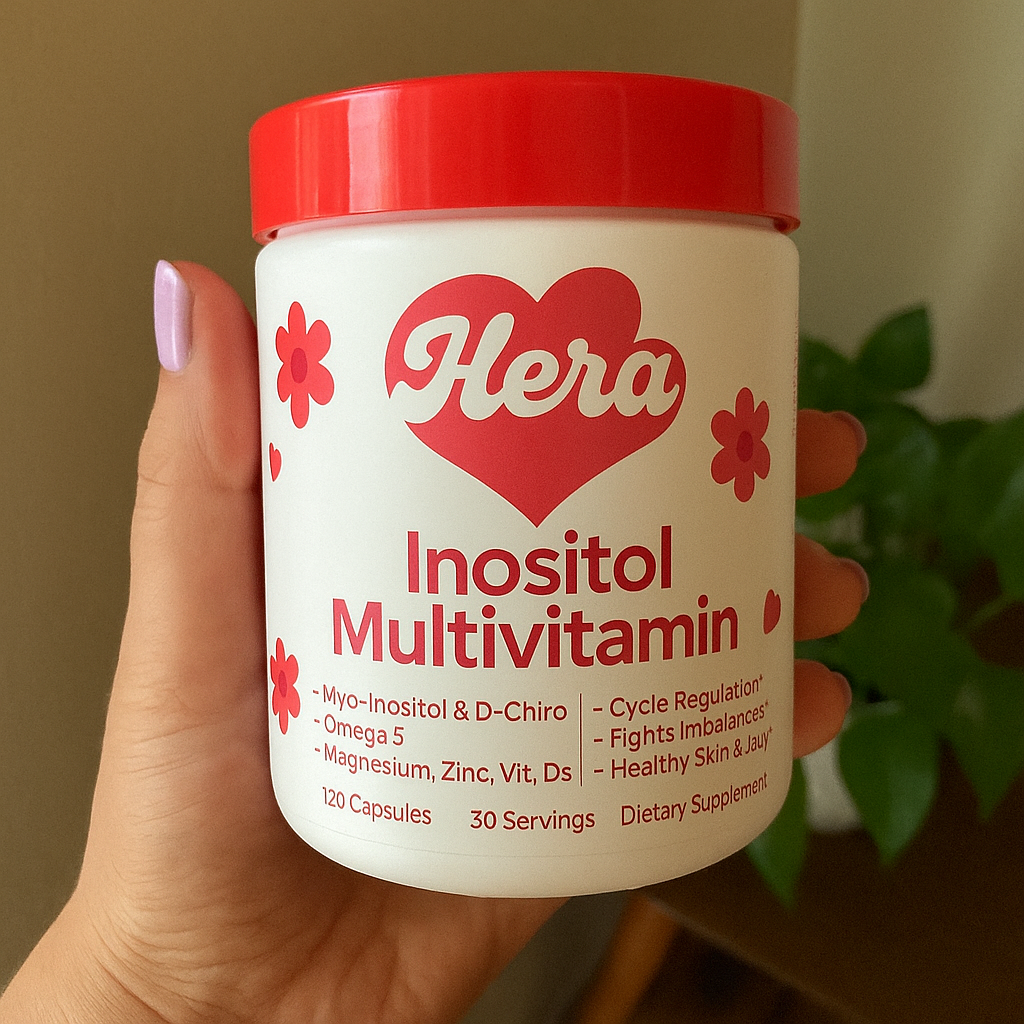 Hera
Inositol
Multivitamin
- Myo-Inositol & D-Chiro
- Omega 5
- Magnesium, Zinc, Vit, Ds
- Cycle Regulation*
- Fights Imbalances*
- Healthy Skin & Jauy*
120 Capsules
30 Servings
Dietary Supplement